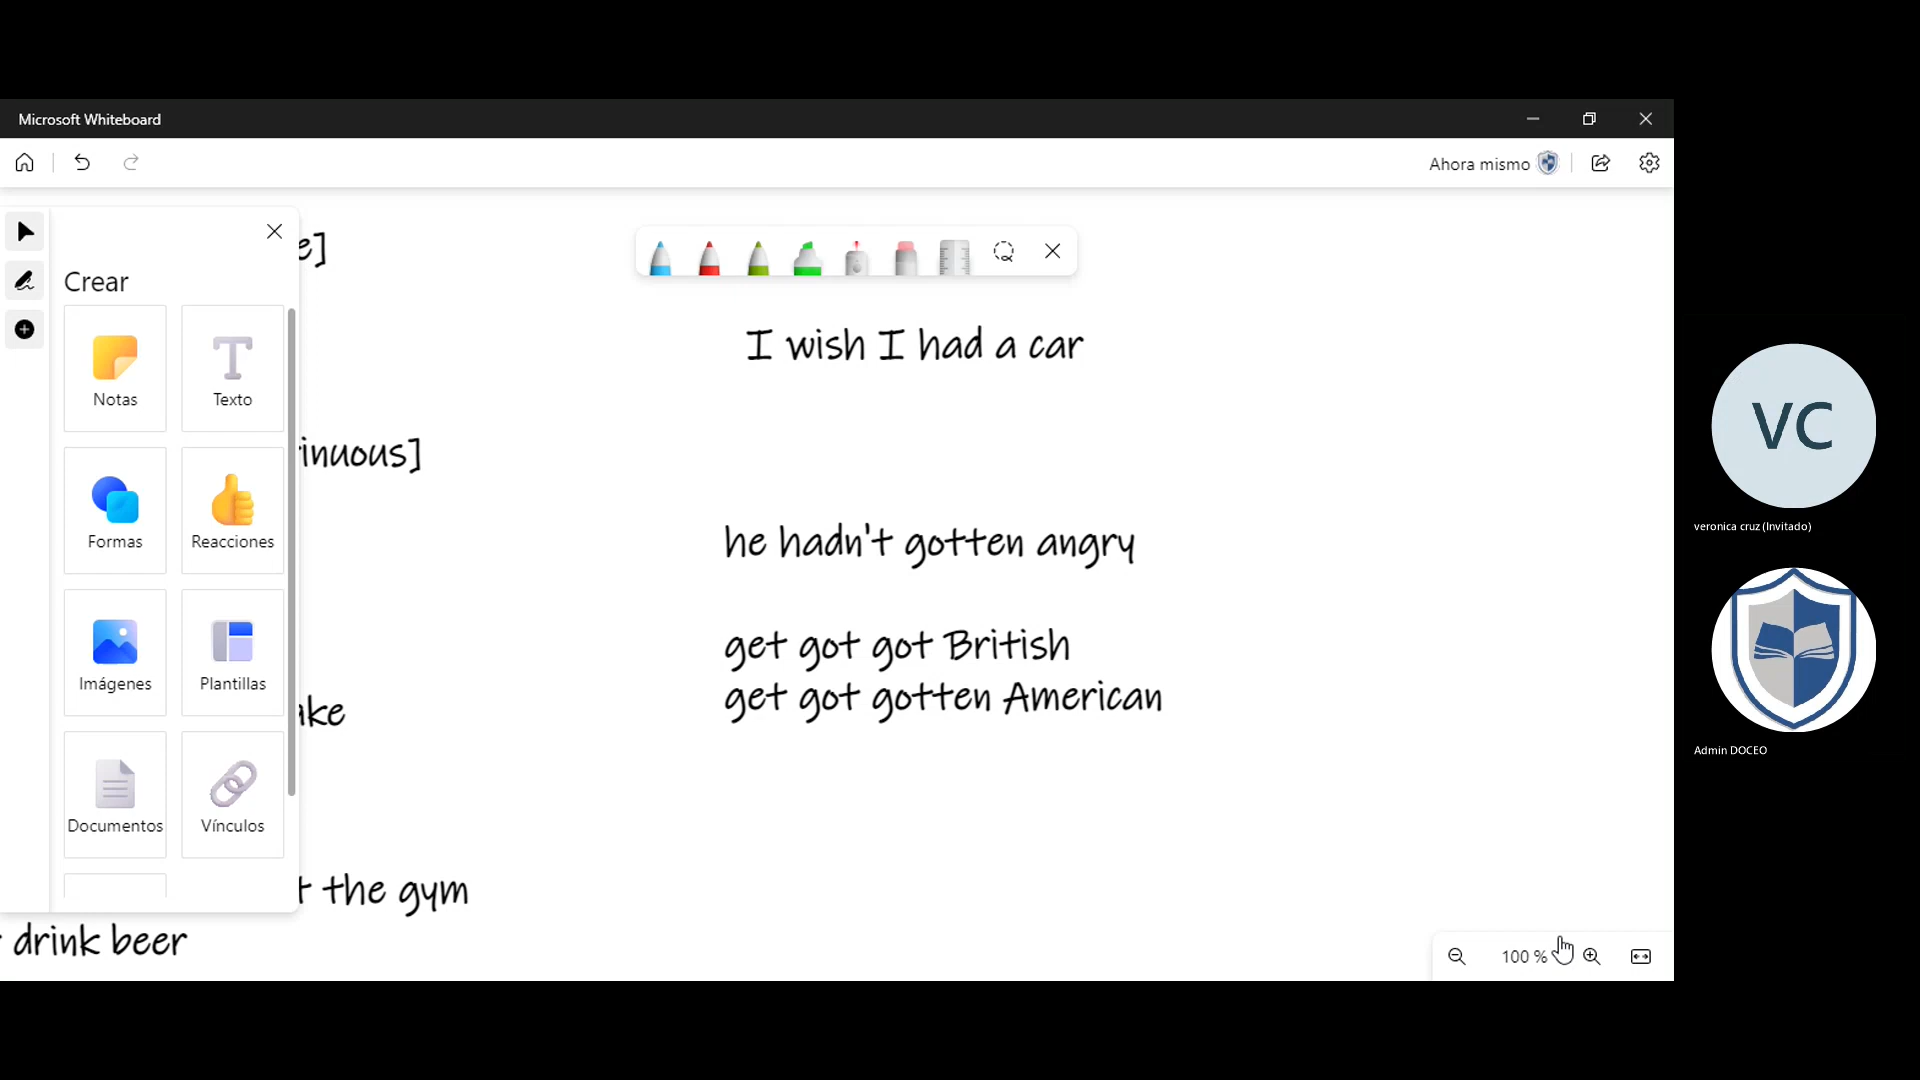 Microsoft Whiteboard
Ahora mismo
Crear
Notas
Texto
Formas
Reacciones
Imágenes
Plantillas
Documentos
Vínculos
I wish I had a car
he hadn't gotten angry
get got got British
get got gotten American
the gym
drink beer
100 %
VC
veronica cruz (Invitado)
Admin DOCEO